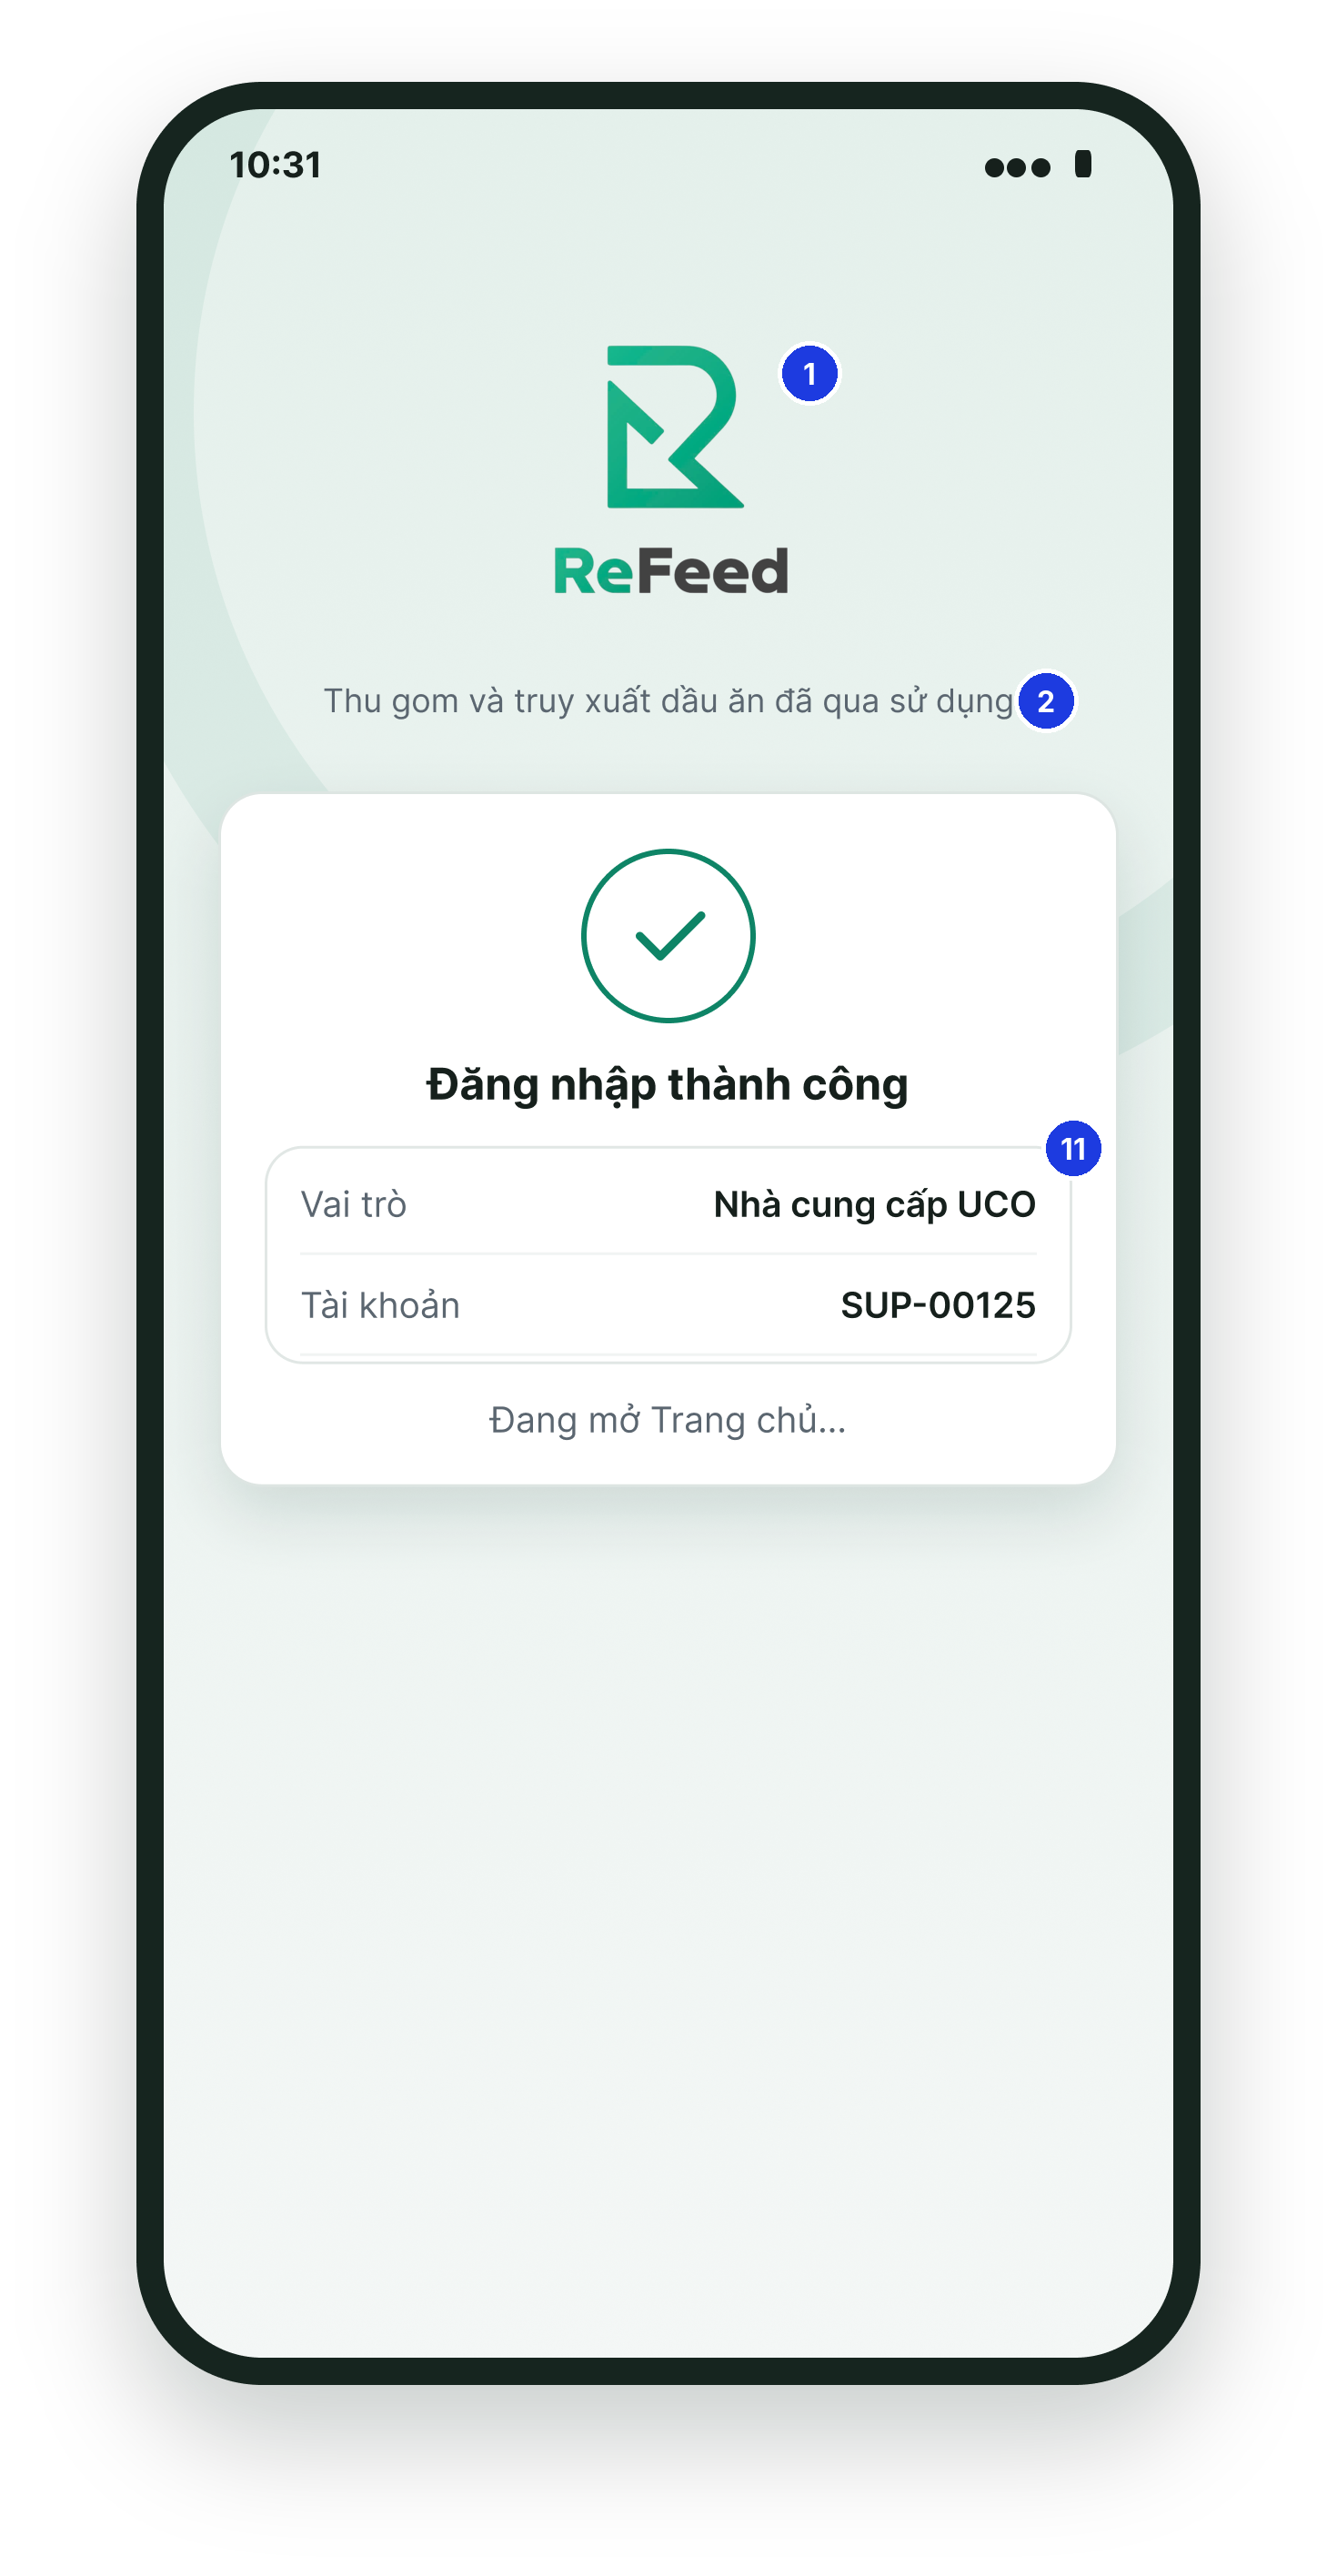 10:31
1
ReFeed
Thu gom và truy xuất dầu ăn đã qua sử dụng 2
Đăng nhập thành công
11
Vai trò Nhà cung cấp UCO
Tài khoản SUP-00125
Đang mở Trang chủ...